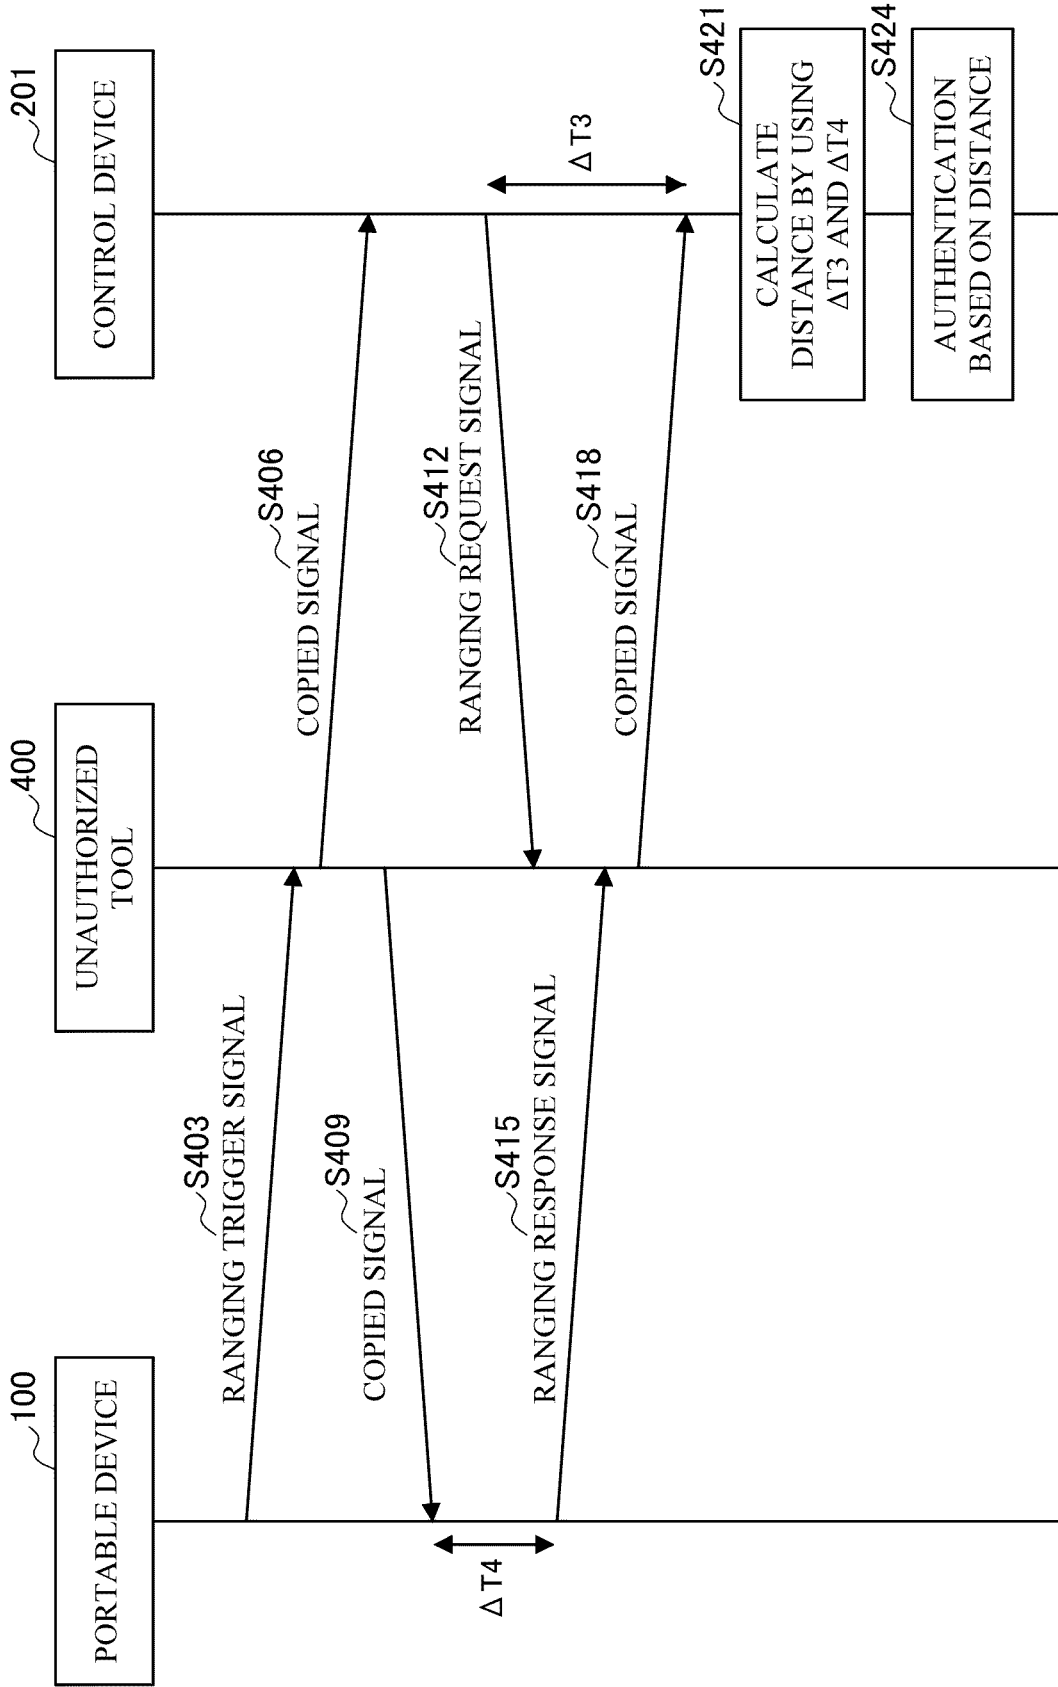 100
PORTABLE DEVICE
400
UNAUTHORIZED
TOOL
201
CONTROL DEVICE
S403
RANGING TRIGGER SIGNAL
S406
COPIED SIGNAL
S409
COPIED SIGNAL
S412
RANGING REQUEST SIGNAL
ΔT4
ΔT3
S415
RANGING RESPONSE SIGNAL
S418
COPIED SIGNAL
S421
CALCULATE
DISTANCE BY USING
ΔT3 AND ΔT4
S424
AUTHENTICATION
BASED ON DISTANCE